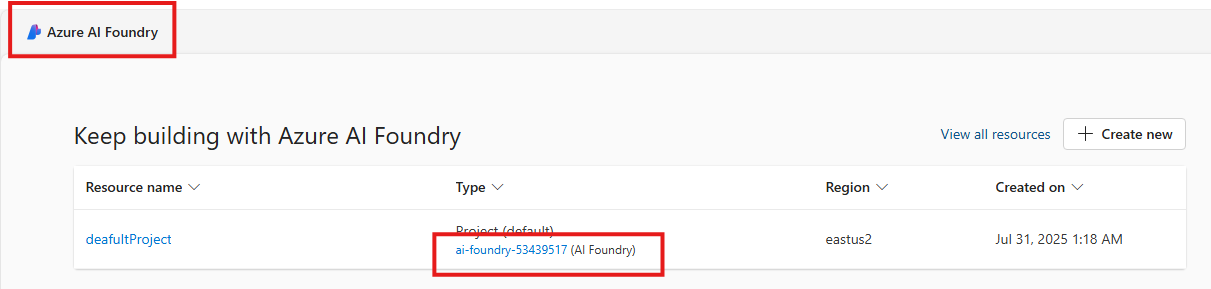 Azure AI Foundry
Keep building with Azure AI Foundry
View all resources
Create new
Resource name Type Region Created on
deafultProject Project (default) eastus2 Jul 31, 2025 1:18 AM
ai-foundry-53439517 (AI Foundry)